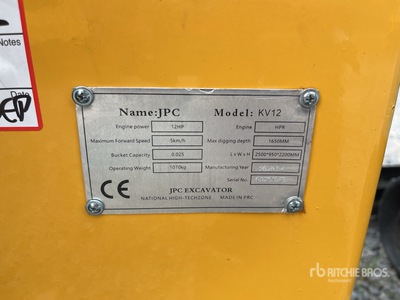 Notes
Date
Name:JPC Model: KV12
Engine power 12HP Engine HPR
Maximum Forward Speed 5km/h Max digging depth 1650MM
Bucket Capacity 0.025 L x W x H 2500*950*2200MM
Operating Weight 1010kg Manufacturing Year
Serial No.
CE
JPC EXCAVATOR
NATIONAL HIGH-TECHZONE MADE IN PRC
rb RITCHIE BROS.